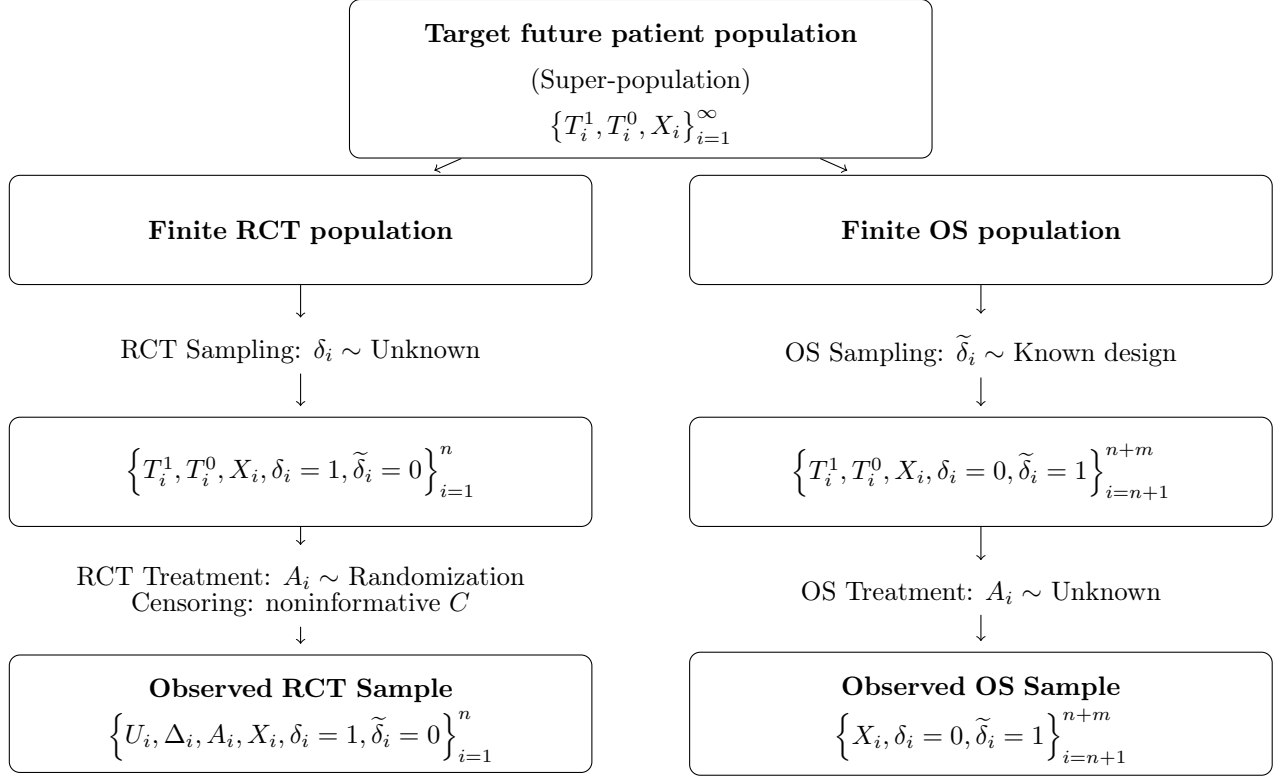 Target future patient population
(Super-population)
{T_i^1, T_i^0, X_i}_{i=1}^∞
Finite RCT population
RCT Sampling: δ_i ∼ Unknown
{T_i^1, T_i^0, X_i, δ_i = 1, δ̃_i = 0}_{i=1}^n
RCT Treatment: A_i ∼ Randomization
Censoring: noninformative C
Observed RCT Sample
{U_i, Δ_i, A_i, X_i, δ_i = 1, δ̃_i = 0}_{i=1}^n
Finite OS population
OS Sampling: δ̃_i ∼ Known design
{T_i^1, T_i^0, X_i, δ_i = 0, δ̃_i = 1}_{i=n+1}^{n+m}
OS Treatment: A_i ∼ Unknown
Observed OS Sample
{X_i, δ_i = 0, δ̃_i = 1}_{i=n+1}^{n+m}